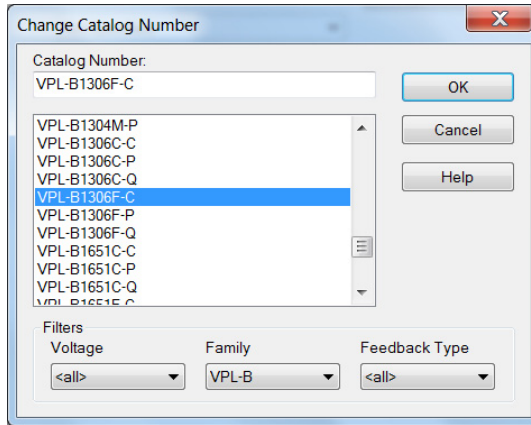 Change Catalog Number
Catalog Number:
VPL-B1306F-C
OK
VPL-B1304M-P
VPL-B1306C-C
VPL-B1306C-P
VPL-B1306C-Q
VPL-B1306F-C
VPL-B1306F-P
VPL-B1306F-Q
VPL-B1651C-C
VPL-B1651C-P
VPL-B1651C-Q
VPL-B1651F-C
Cancel
Help
Filters
Voltage Family Feedback Type
<all> VPL-B <all>